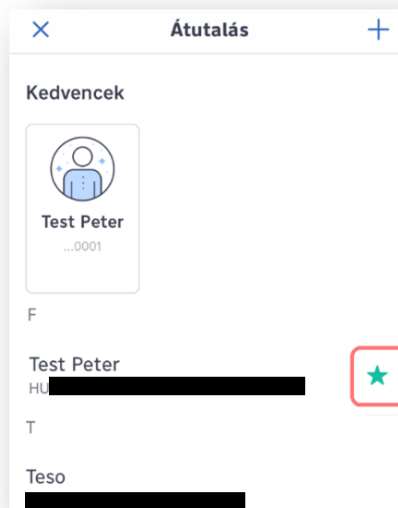 Átutalás
Kedvencek
Test Peter
...0001
F
Test Peter
HU
T
Teso